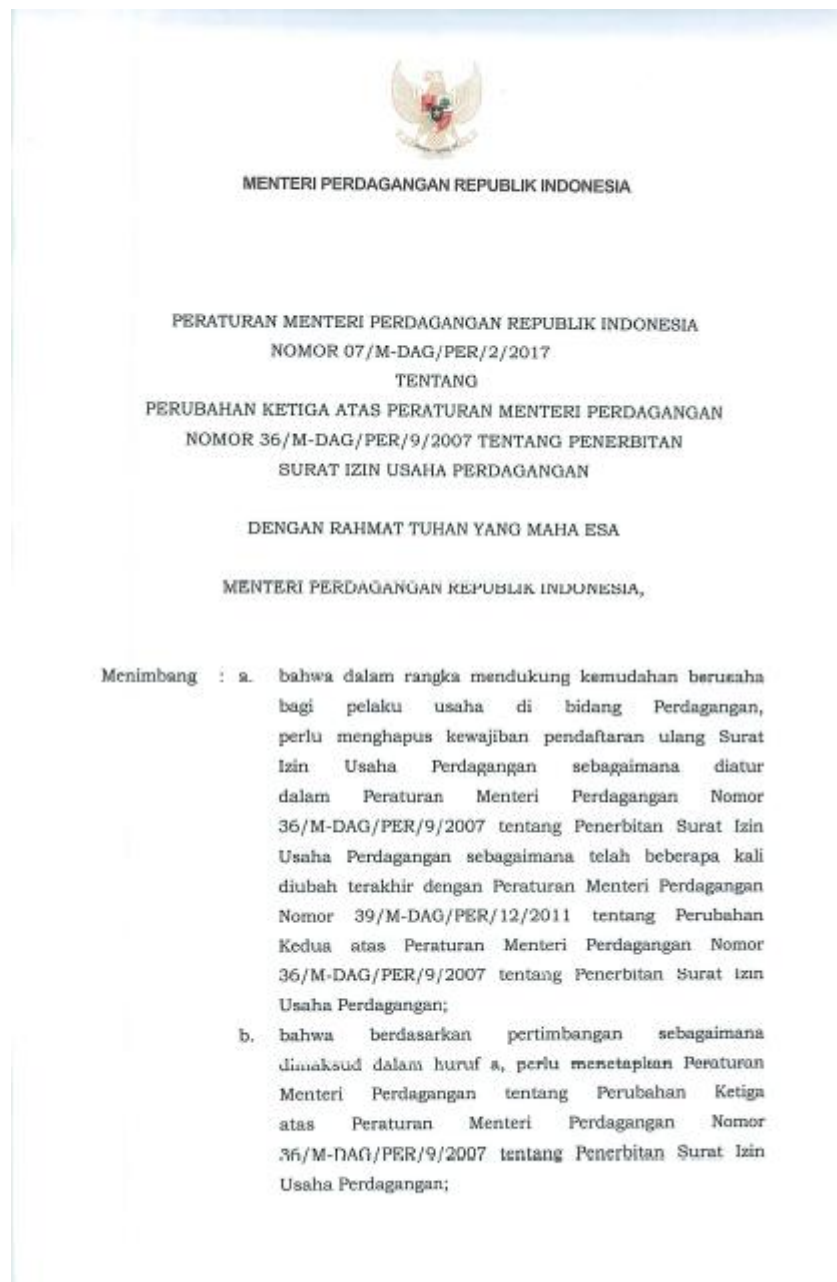 MENTERI PERDAGANGAN REPUBLIK INDONESIA
PERATURAN MENTERI PERDAGANGAN REPUBLIK INDONESIA
NOMOR 07/M-DAG/PER/2/2017
TENTANG
PERUBAHAN KETIGA ATAS PERATURAN MENTERI PERDAGANGAN
NOMOR 36/M-DAG/PER/9/2007 TENTANG PENERBITAN
SURAT IZIN USAHA PERDAGANGAN
DENGAN RAHMAT TUHAN YANG MAHA ESA
MENTERI PERDAGANGAN REPUBLIK INDONESIA,
Menimbang : a. bahwa dalam rangka mendukung kemudahan berusaha
bagi pelaku usaha di bidang Perdagangan,
perlu menghapus kewajiban pendaftaran ulang Surat
Izin Usaha Perdagangan sebagaimana diatur
dalam Peraturan Menteri Perdagangan Nomor
36/M-DAG/PER/9/2007 tentang Penerbitan Surat Izin
Usaha Perdagangan sebagaimana telah beberapa kali
diubah terakhir dengan Peraturan Menteri Perdagangan
Nomor 39/M-DAG/PER/12/2011 tentang Perubahan
Kedua atas Peraturan Menteri Perdagangan Nomor
36/M-DAG/PER/9/2007 tentang Penerbitan Surat Izin
Usaha Perdagangan;
b. bahwa berdasarkan pertimbangan sebagaimana
dimaksud dalam huruf a, perlu menetapkan Peraturan
Menteri Perdagangan tentang Perubahan Ketiga
atas Peraturan Menteri Perdagangan Nomor
36/M-DAG/PER/9/2007 tentang Penerbitan Surat Izin
Usaha Perdagangan;